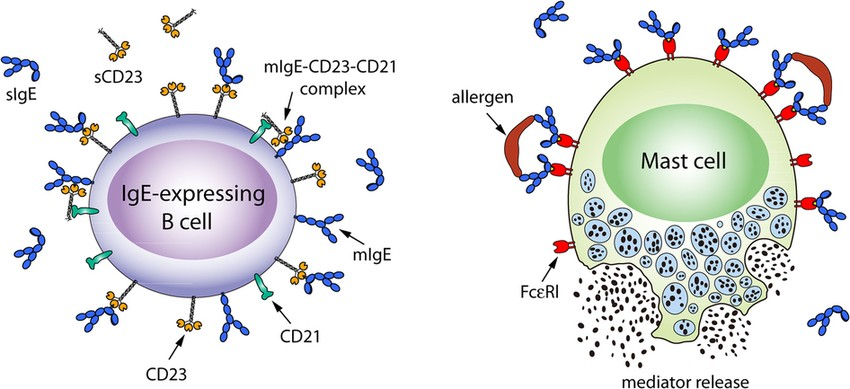 sIgE
sCD23
mIgE-CD23-CD21
complex
IgE-expressing
B cell
mIgE
CD21
CD23
allergen
Mast cell
FcεRI
mediator release